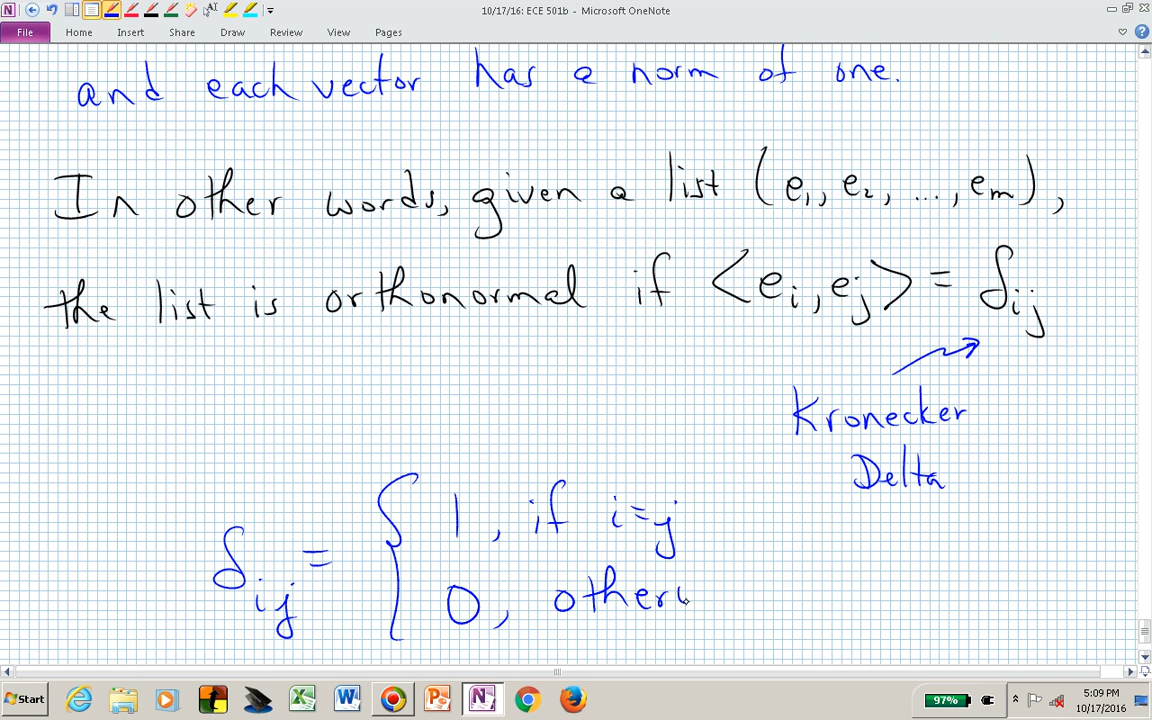 10/17/16: ECE 501b - Microsoft OneNote
File Home Insert Share Draw Review View Pages
and each vector has a norm of one.
In other words, given a list (e₁, e₂, ..., eₘ),
the list is orthonormal if <eᵢ, eⱼ> = δᵢⱼ
Kronecker
Delta
δᵢⱼ = { 1, if i=j
0, other
Start
97%
5:09 PM
10/17/2016